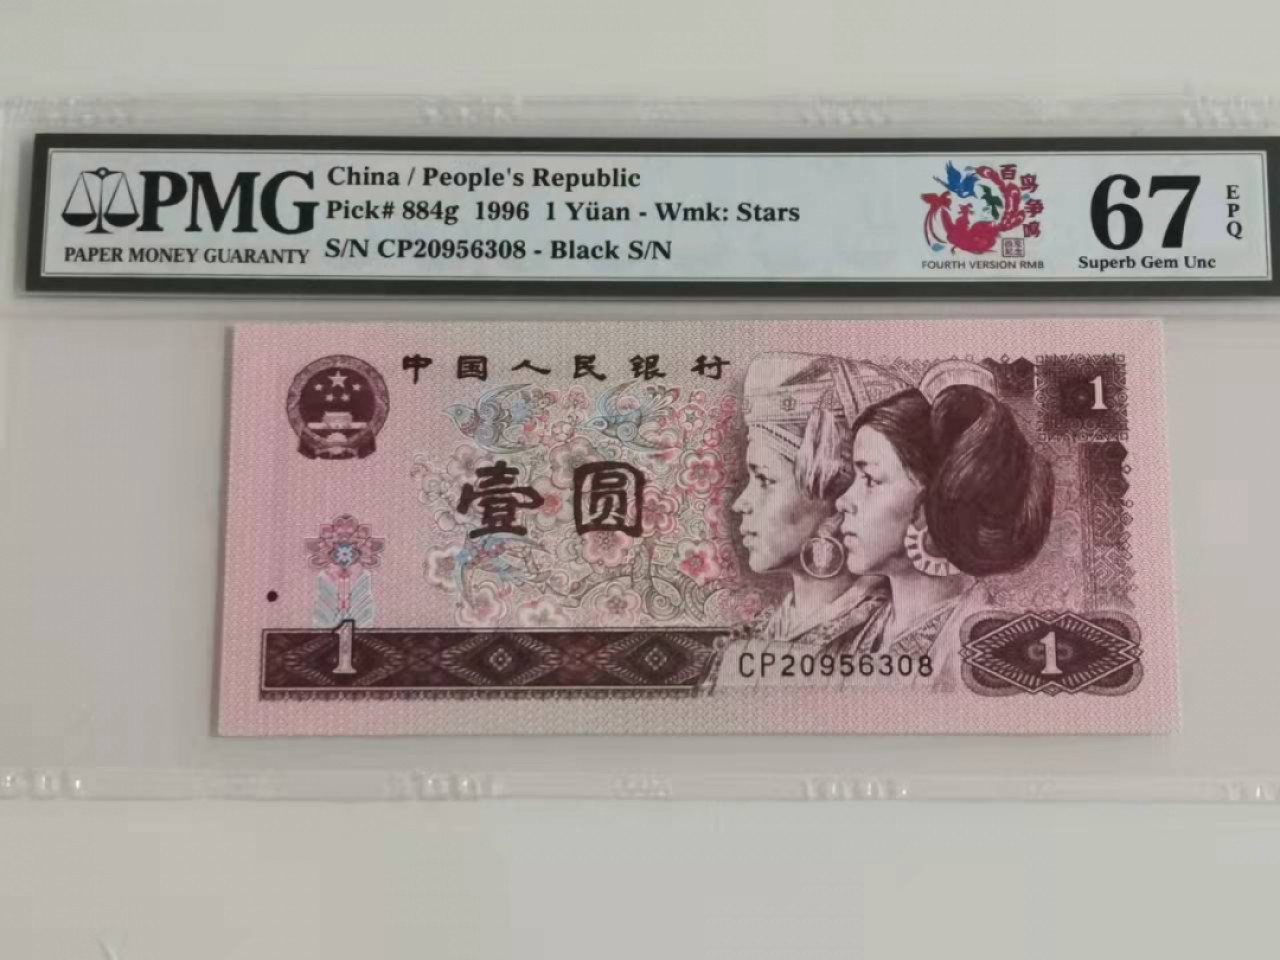 PMG
PAPER MONEY GUARANTY
China / People's Republic
Pick# 884g 1996 1 Yüan - Wmk: Stars
S/N CP20956308 - Black S/N
百鸟争鸣
FOURTH VERSION RMB
67
EPQ
Superb Gem Unc
中国人民银行
1
壹圆
1
CP20956308
1